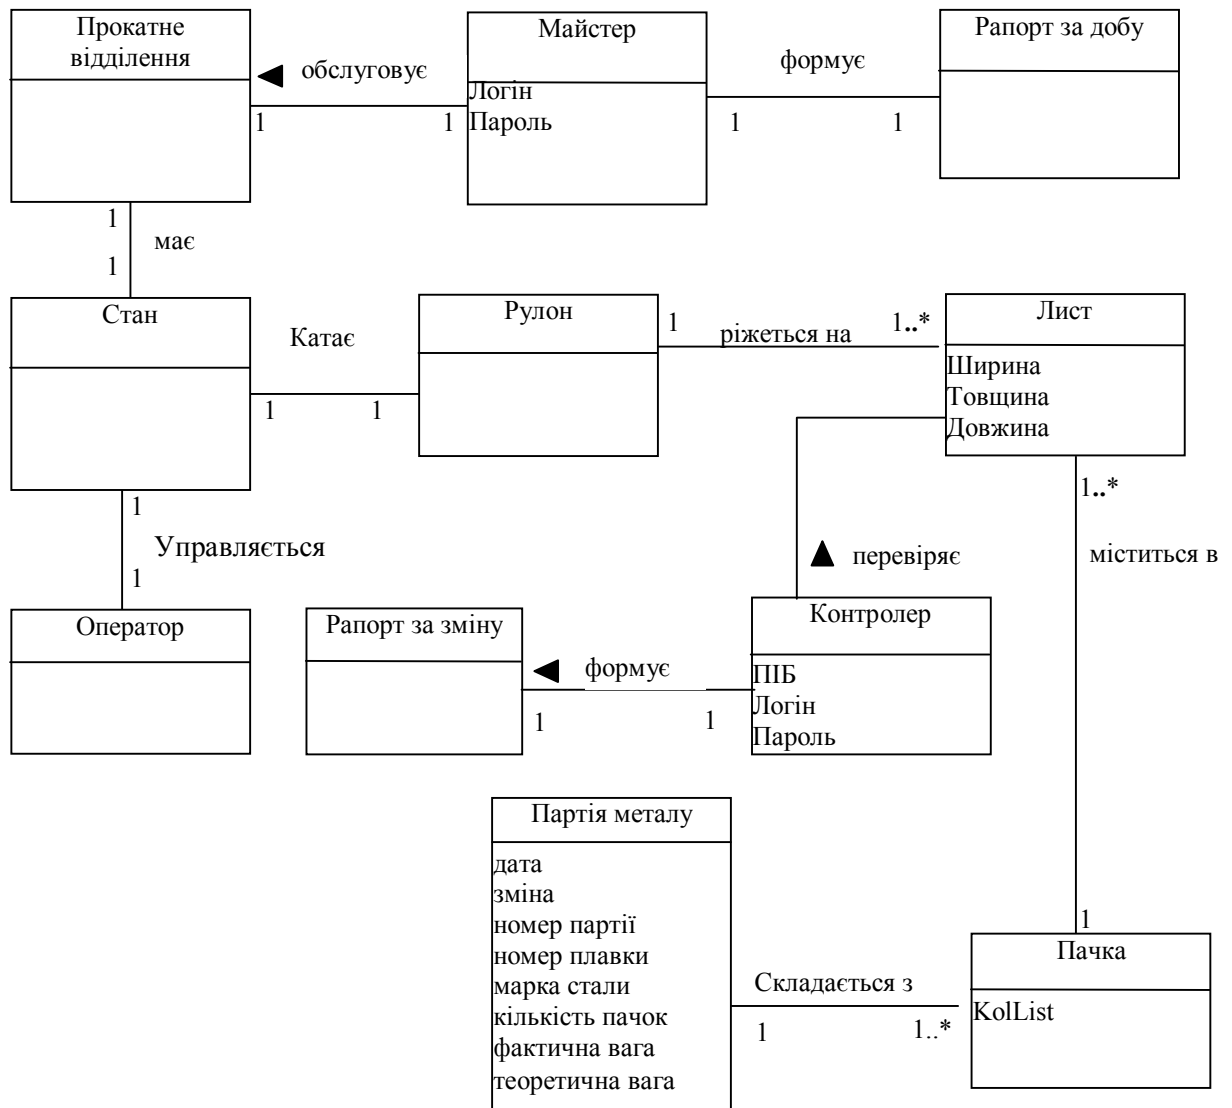 Прокатне
відділення
Майстер
Рапорт за добу
обслуговує
формує
Логін
Пароль
1
1
1
1
1
має
1
Стан
Катає
Рулон
1
ріжеться на
1..*
Лист
Ширина
Товщина
Довжина
1
1
1
1..*
Управляється
1
перевіряє
міститься в
Оператор
Рапорт за зміну
Контролер
формує
ПІБ
Логін
Пароль
1
1
Партія металу
дата
зміна
номер партії
номер плавки
марка стали
кількість пачок
фактична вага
теоретична вага
Складається з
1
1..*
1
Пачка
KolList